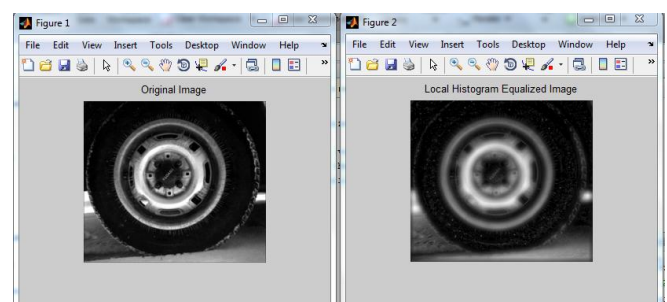 Figure 1
File Edit View Insert Tools Desktop Window Help
Original Image
Figure 2
File Edit View Insert Tools Desktop Window Help
Local Histogram Equalized Image